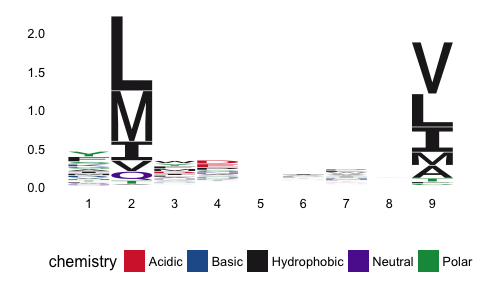 2.0
1.5
1.0
0.5
0.0
L
M
I
V
Q
T
Y
V
L
I
M
A
T
1 2 3 4 5 6 7 8 9
chemistry Acidic Basic Hydrophobic Neutral Polar